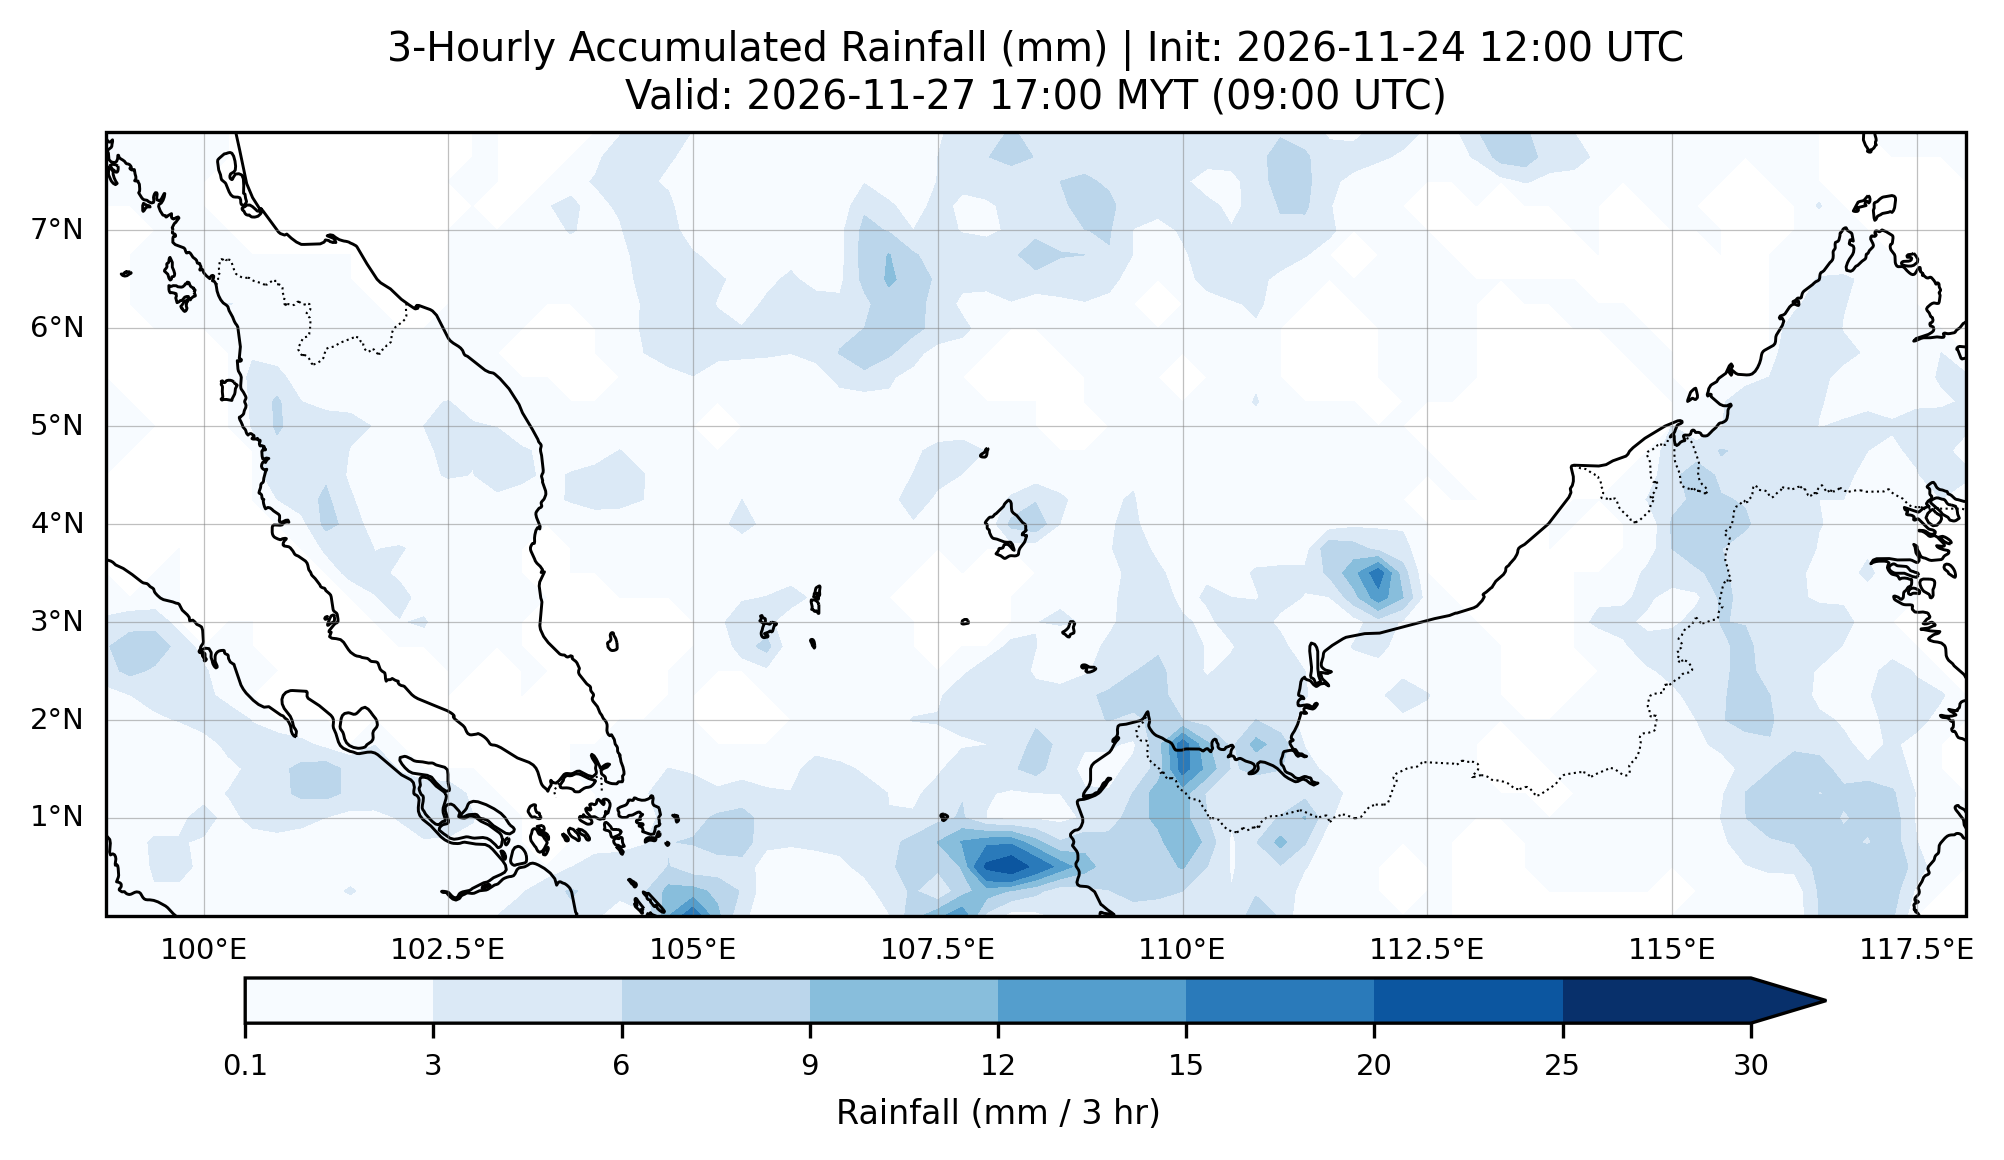 3-Hourly Accumulated Rainfall (mm) | Init: 2026-11-24 12:00 UTC
Valid: 2026-11-27 17:00 MYT (09:00 UTC)
7°N
6°N
5°N
4°N
3°N
2°N
1°N
100°E 102.5°E 105°E 107.5°E 110°E 112.5°E 115°E 117.5°E
0.1 3 6 9 12 15 20 25 30
Rainfall (mm / 3 hr)